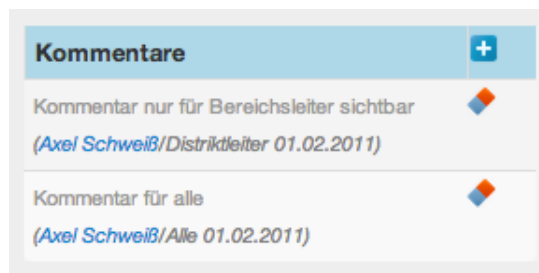 Kommentare
Kommentar nur für Bereichsleiter sichtbar
(Axel Schweiß/Distriktleiter 01.02.2011)
Kommentar für alle
(Axel Schweiß/Alle 01.02.2011)